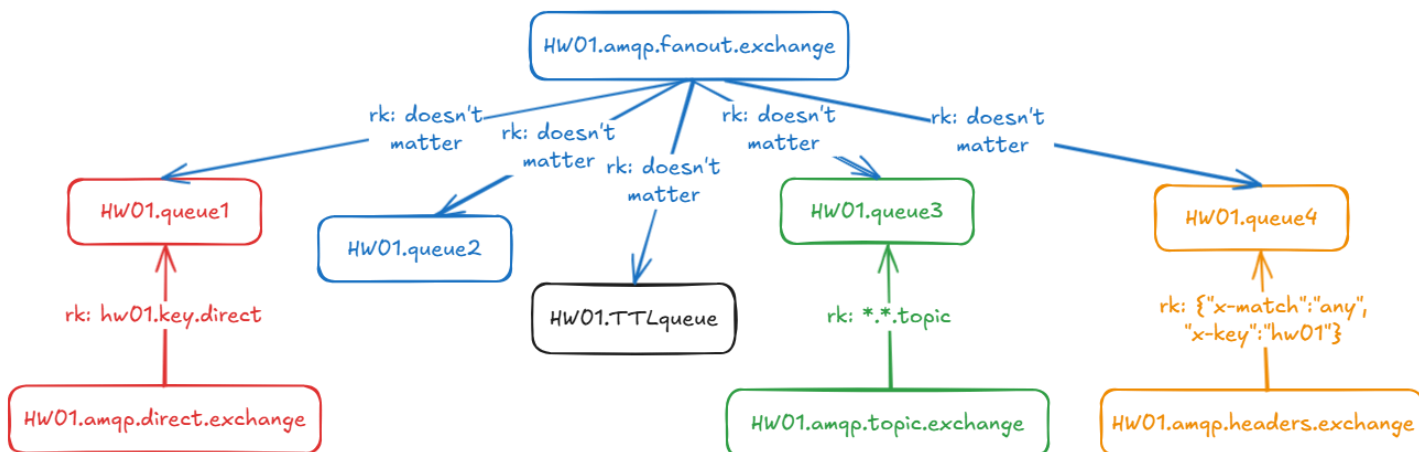 HW01.amqp.fanout.exchange
rk: doesn't
matter
rk: doesn't
matter
rk: doesn't
matter
rk: doesn't
matter
rk: doesn't
matter
HW01.queue1
HW01.queue2
HW01.TTLqueue
HW01.queue3
HW01.queue4
rk: hw01.key.direct
rk: *.*.topic
rk: {"x-match":"any",
"x-key":"hw01"}
HW01.amqp.direct.exchange
HW01.amqp.topic.exchange
HW01.amqp.headers.exchange